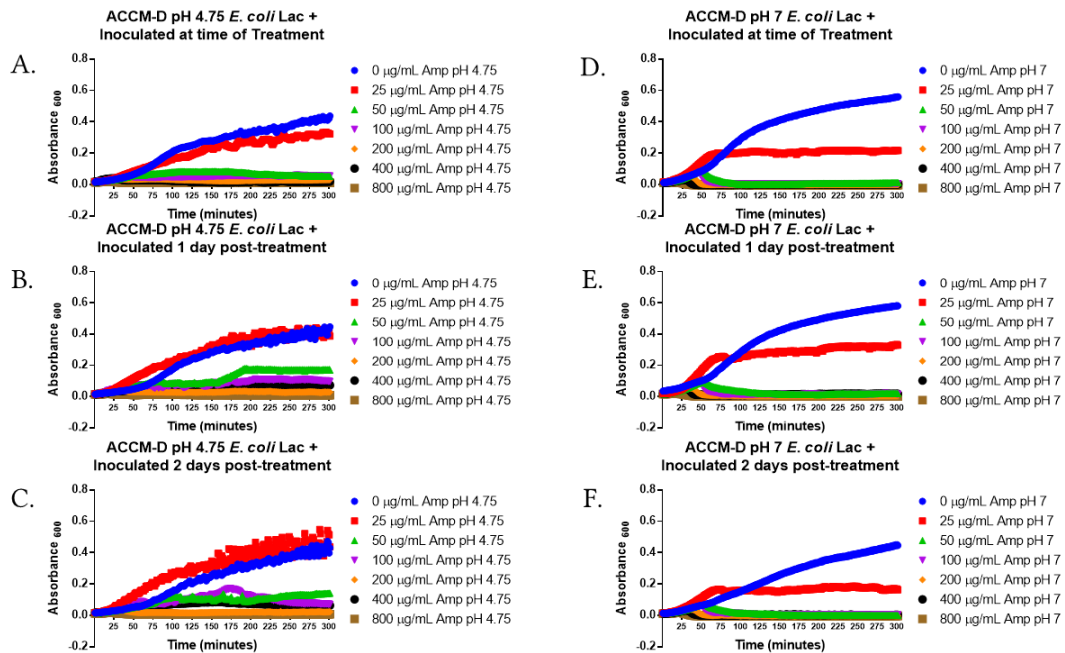 ACCM-D pH 4.75 E. coli Lac +
Inoculated at time of Treatment
A.
Absorbance 600
0.8
0.6
0.4
0.2
0.0
-0.2
25 50 75 100 125 150 175 200 225 250 275 300
Time (minutes)
0 μg/mL Amp pH 4.75
25 μg/mL Amp pH 4.75
50 μg/mL Amp pH 4.75
100 μg/mL Amp pH 4.75
200 μg/mL Amp pH 4.75
400 μg/mL Amp pH 4.75
800 μg/mL Amp pH 4.75
ACCM-D pH 7 E. coli Lac +
Inoculated at time of Treatment
D.
Absorbance 600
0.8
0.6
0.4
0.2
0.0
-0.2
25 50 75 100 125 150 175 200 225 250 275 300
Time (minutes)
0 μg/mL Amp pH 7
25 μg/mL Amp pH 7
50 μg/mL Amp pH 7
100 μg/mL Amp pH 7
200 μg/mL Amp pH 7
400 μg/mL Amp pH 7
800 μg/mL Amp pH 7
ACCM-D pH 4.75 E. coli Lac +
Inoculated 1 day post-treatment
B.
Absorbance 600
0.8
0.6
0.4
0.2
0.0
-0.2
25 50 75 100 125 150 175 200 225 250 275 300
Time (minutes)
0 μg/mL Amp pH 4.75
25 μg/mL Amp pH 4.75
50 μg/mL Amp pH 4.75
100 μg/mL Amp pH 4.75
200 μg/mL Amp pH 4.75
400 μg/mL Amp pH 4.75
800 μg/mL Amp pH 4.75
ACCM-D pH 7 E. coli Lac +
Inoculated 1 day post-treatment
E.
Absorbance 600
0.8
0.6
0.4
0.2
0.0
-0.2
25 50 75 100 125 150 175 200 225 250 275 300
Time (minutes)
0 μg/mL Amp pH 7
25 μg/mL Amp pH 7
50 μg/mL Amp pH 7
100 μg/mL Amp pH 7
200 μg/mL Amp pH 7
400 μg/mL Amp pH 7
800 μg/mL Amp pH 7
ACCM-D pH 4.75 E. coli Lac +
Inoculated 2 days post-treatment
C.
Absorbance 600
0.8
0.6
0.4
0.2
0.0
-0.2
25 50 75 100 125 150 175 200 225 250 275 300
Time (minutes)
0 μg/mL Amp pH 4.75
25 μg/mL Amp pH 4.75
50 μg/mL Amp pH 4.75
100 μg/mL Amp pH 4.75
200 μg/mL Amp pH 4.75
400 μg/mL Amp pH 4.75
800 μg/mL Amp pH 4.75
ACCM-D pH 7 E. coli Lac +
Inoculated 2 days post-treatment
F.
Absorbance 600
0.8
0.6
0.4
0.2
0.0
-0.2
25 50 75 100 125 150 175 200 225 250 275 300
Time (minutes)
0 μg/mL Amp pH 7
25 μg/mL Amp pH 7
50 μg/mL Amp pH 7
100 μg/mL Amp pH 7
200 μg/mL Amp pH 7
400 μg/mL Amp pH 7
800 μg/mL Amp pH 7